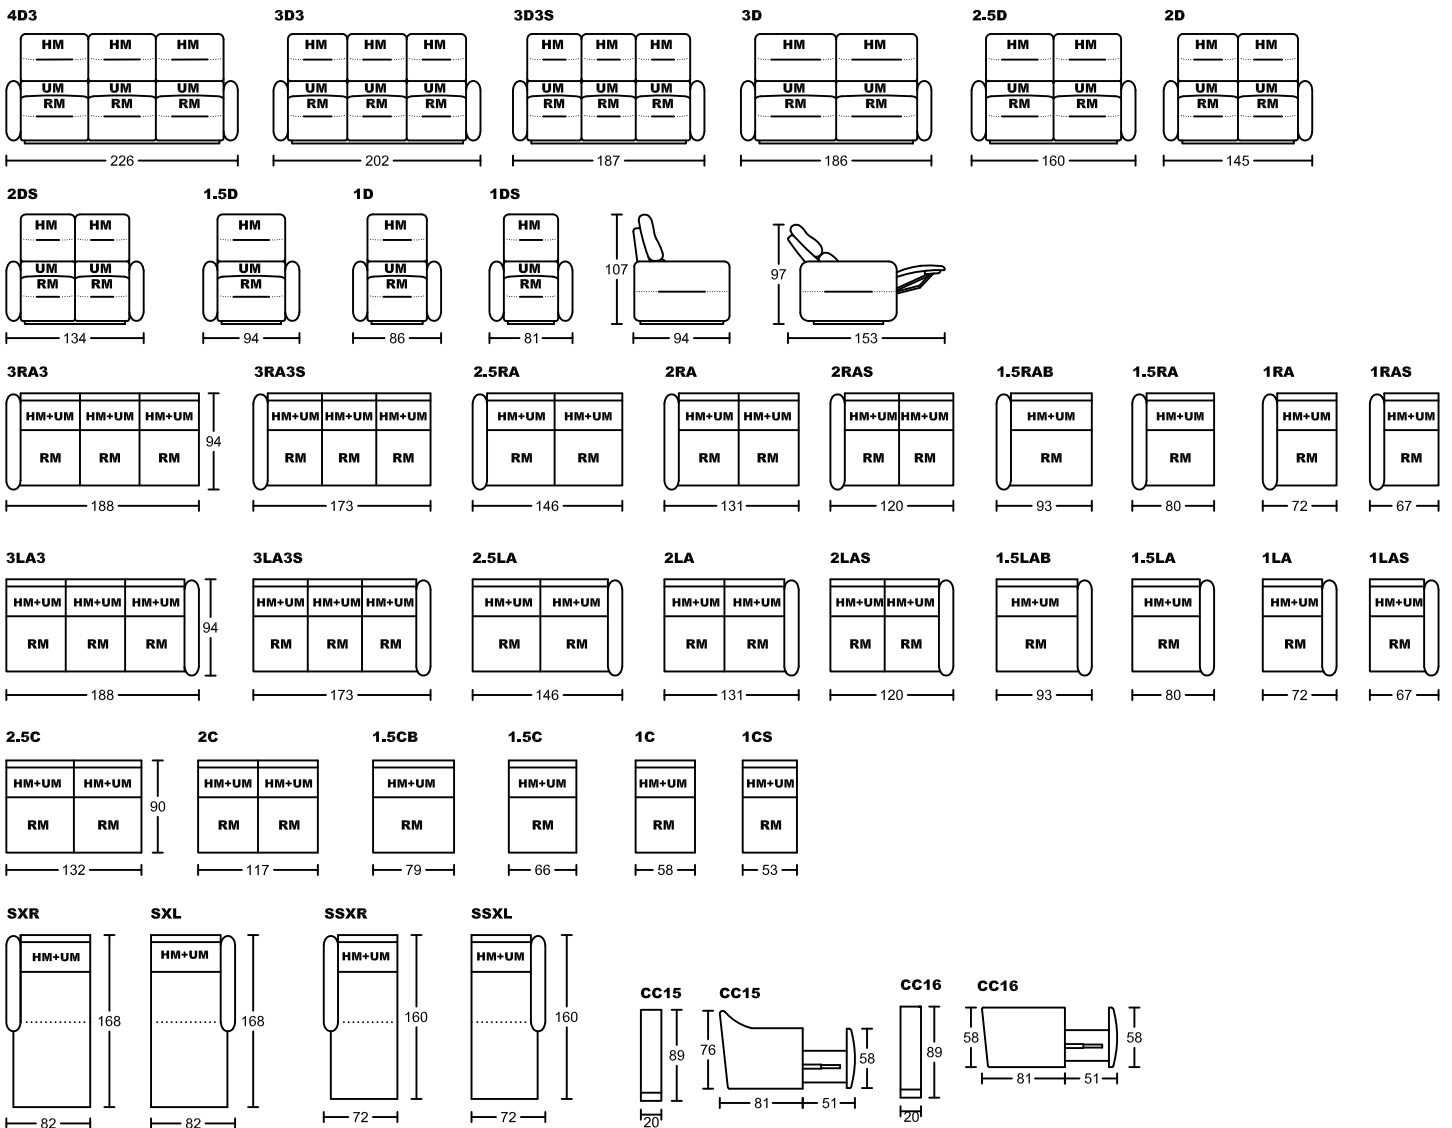 4D3 3D3 3D3S 3D 2.5D 2D
HM HM HM HM HM HM HM HM HM HM HM HM HM HM HM HM HM
UM UM UM UM UM UM UM UM UM UM UM UM UM UM UM
RM RM RM RM RM RM RM RM RM RM RM RM RM RM RM
226 202 187 186 160 145
2DS 1.5D 1D 1DS
HM HM HM HM HM
UM UM UM UM UM
RM RM RM RM RM
107 97
134 94 86 81 94 153
3RA3 3RA3S 2.5RA 2RA 2RAS 1.5RAB 1.5RA 1RA 1RAS
HM+UM HM+UM HM+UM HM+UM HM+UM HM+UM HM+UM HM+UM HM+UM HM+UM HM+UM HM+UM HM+UM HM+UM HM+UM HM+UM
94
RM RM RM RM RM RM RM RM RM RM RM RM RM RM RM RM
188 173 146 131 120 93 80 72 67
3LA3 3LA3S 2.5LA 2LA 2LAS 1.5LAB 1.5LA 1LA 1LAS
HM+UM HM+UM HM+UM HM+UM HM+UM HM+UM HM+UM HM+UM HM+UM HM+UM HM+UM HM+UM HM+UM HM+UM HM+UM HM+UM
94
RM RM RM RM RM RM RM RM RM RM RM RM RM RM RM RM
188 173 146 131 120 93 80 72 67
2.5C 2C 1.5CB 1.5C 1C 1CS
HM+UM HM+UM HM+UM HM+UM HM+UM HM+UM HM+UM HM+UM
90
RM RM RM RM RM RM RM RM
132 117 79 66 58 53
SXR SXL SSXR SSXL
HM+UM HM+UM HM+UM HM+UM
168 168 160 160
82 82 72 72
CC15 CC15 CC16 CC16
89 76 58 89 58 58
81 51 81 51
20 20